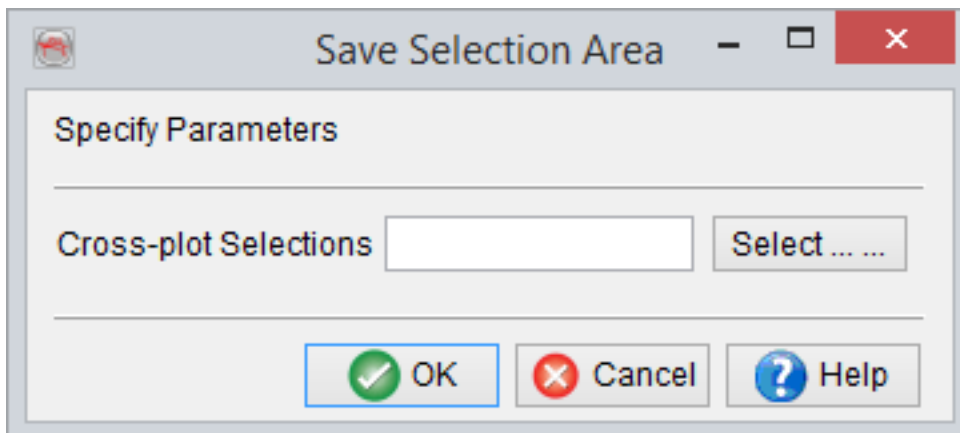 Save Selection Area
Specify Parameters
Cross-plot Selections Select ... ...
OK Cancel Help